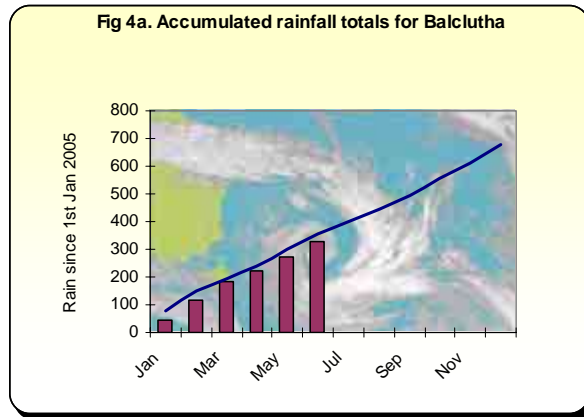 Fig 4a. Accumulated rainfall totals for Balclutha
Rain since 1st Jan 2005
800
700
600
500
400
300
200
100
0
Jan
Mar
May
Jul
Sep
Nov